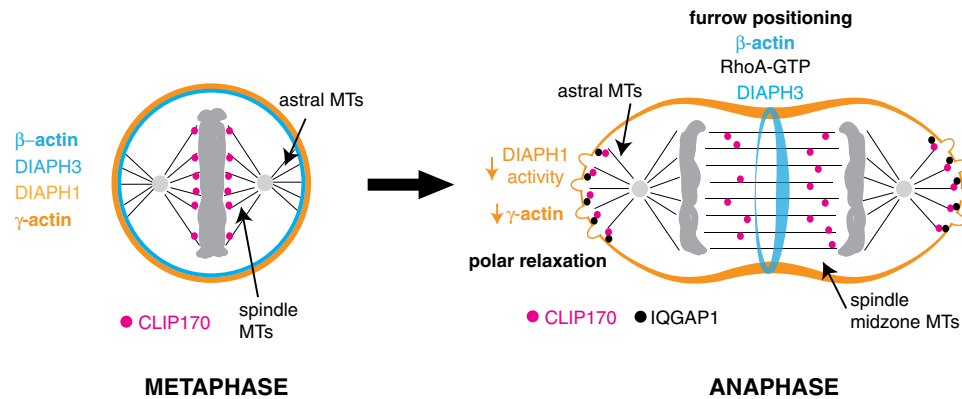 furrow positioning
β-actin
RhoA-GTP
DIAPH3
astral MTs
astral MTs
β–actin
DIAPH3
DIAPH1
γ-actin
↓ DIAPH1
activity
↓ γ-actin
polar relaxation
spindle
MTs
CLIP170
CLIP170
IQGAP1
spindle
midzone MTs
METAPHASE
ANAPHASE